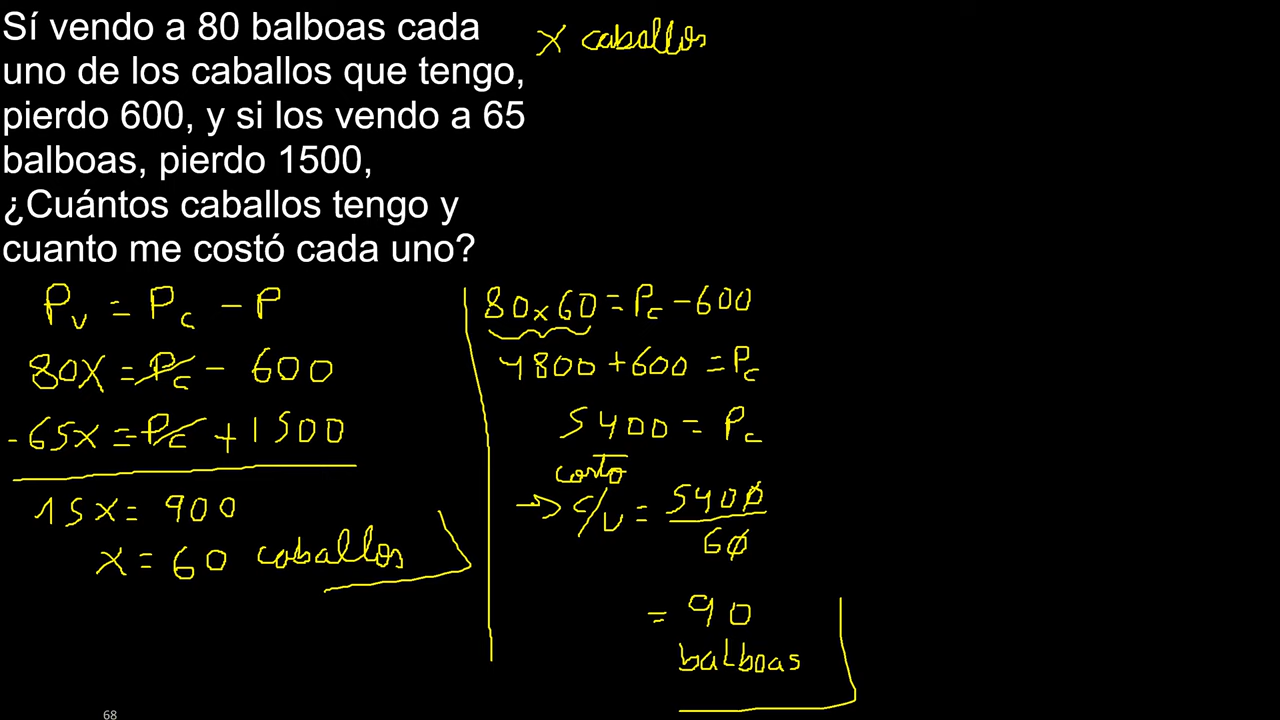 Sí vendo a 80 balboas cada
uno de los caballos que tengo,
pierdo 600, y si los vendo a 65
balboas, pierdo 1500,
¿Cuántos caballos tengo y
cuanto me costó cada uno?
x caballos
Pv = Pc - P
80x = Pc - 600
-65x = Pc + 1500
15x = 900
x = 60 caballos
80x60 = Pc - 600
4800 + 600 = Pc
5400 = Pc
costo
→ c/u = 5400
60
= 90
balboas
68